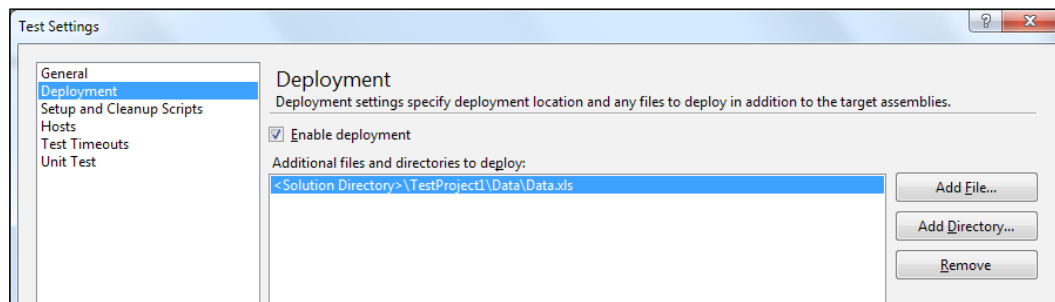 Test Settings
General
Deployment
Setup and Cleanup Scripts
Hosts
Test Timeouts
Unit Test
Deployment
Deployment settings specify deployment location and any files to deploy in addition to the target assemblies.
Enable deployment
Additional files and directories to deploy:
<Solution Directory>\TestProject1\Data\Data.xls
Add File...
Add Directory...
Remove